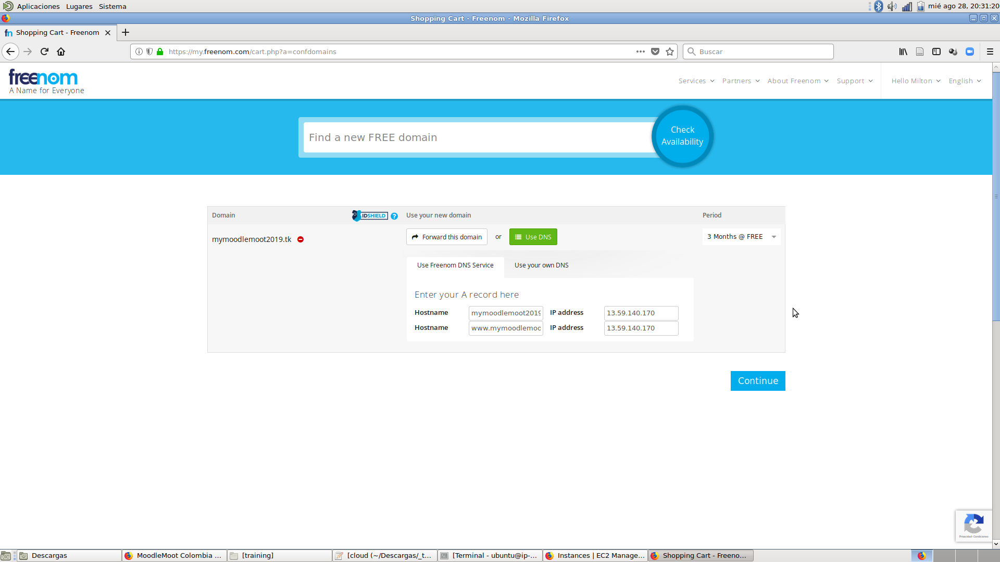 Aplicaciones Lugares Sistema
mié ago 28, 20:31:20
Shopping Cart - Freenom - Mozilla Firefox
Shopping Cart - Freenom
https://my.freenom.com/cart.php?a=confdomains
Buscar
freenom
A Name for Everyone
Services Partners About Freenom Support Hello Milton English
Find a new FREE domain
Check
Availability
Domain IDSHIELD ? Use your new domain Period
mymoodlemoot2019.tk Forward this domain or Use DNS 3 Months @ FREE
Use Freenom DNS Service Use your own DNS
Enter your A record here
Hostname mymoodlemoot2019 IP address 13.59.140.170
Hostname www.mymoodlemoo IP address 13.59.140.170
Continue
Privacidad - Condiciones
Descargas MoodleMoot Colombia ... [training] [cloud (~/Descargas/_t... [Terminal - ubuntu@ip-... Instances | EC2 Manage... Shopping Cart - Freeno...